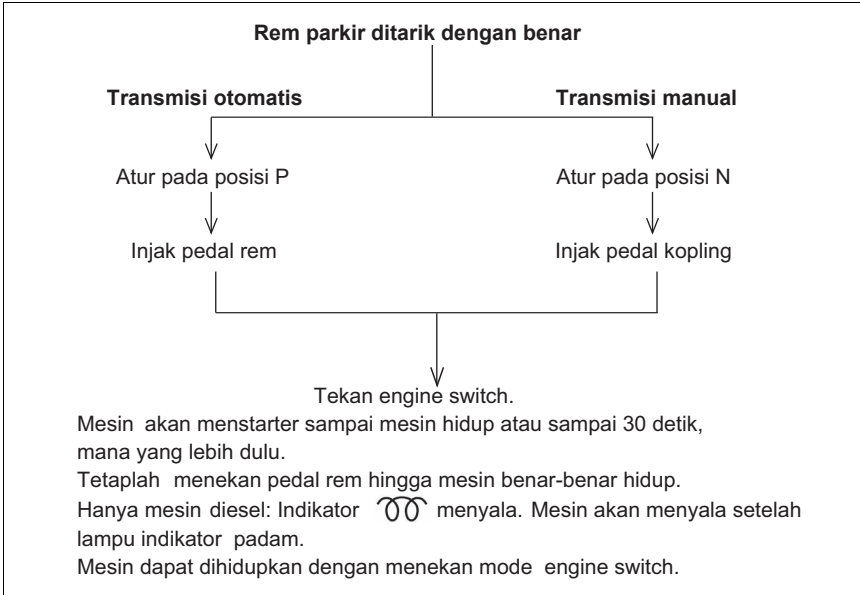 Rem parkir ditarik dengan benar
Transmisi otomatis
Transmisi manual
Atur pada posisi P
Atur pada posisi N
Injak pedal rem
Injak pedal kopling
Tekan engine switch.
Mesin akan menstarter sampai mesin hidup atau sampai 30 detik,
mana yang lebih dulu.
Tetaplah menekan pedal rem hingga mesin benar-benar hidup.
Hanya mesin diesel: Indikator menyala. Mesin akan menyala setelah
lampu indikator padam.
Mesin dapat dihidupkan dengan menekan mode engine switch.